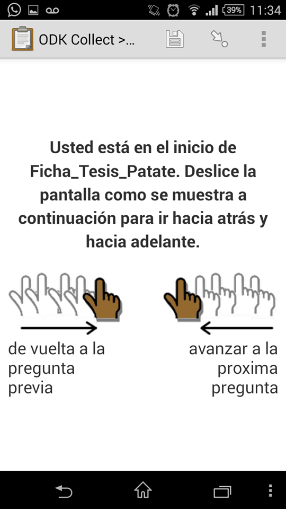 39% 11:34
ODK Collect >...
Usted está en el inicio de
Ficha_Tesis_Patate. Deslice la
pantalla como se muestra a
continuación para ir hacia atrás y
hacia adelante.
de vuelta a la
pregunta
previa
avanzar a la
proxima
pregunta